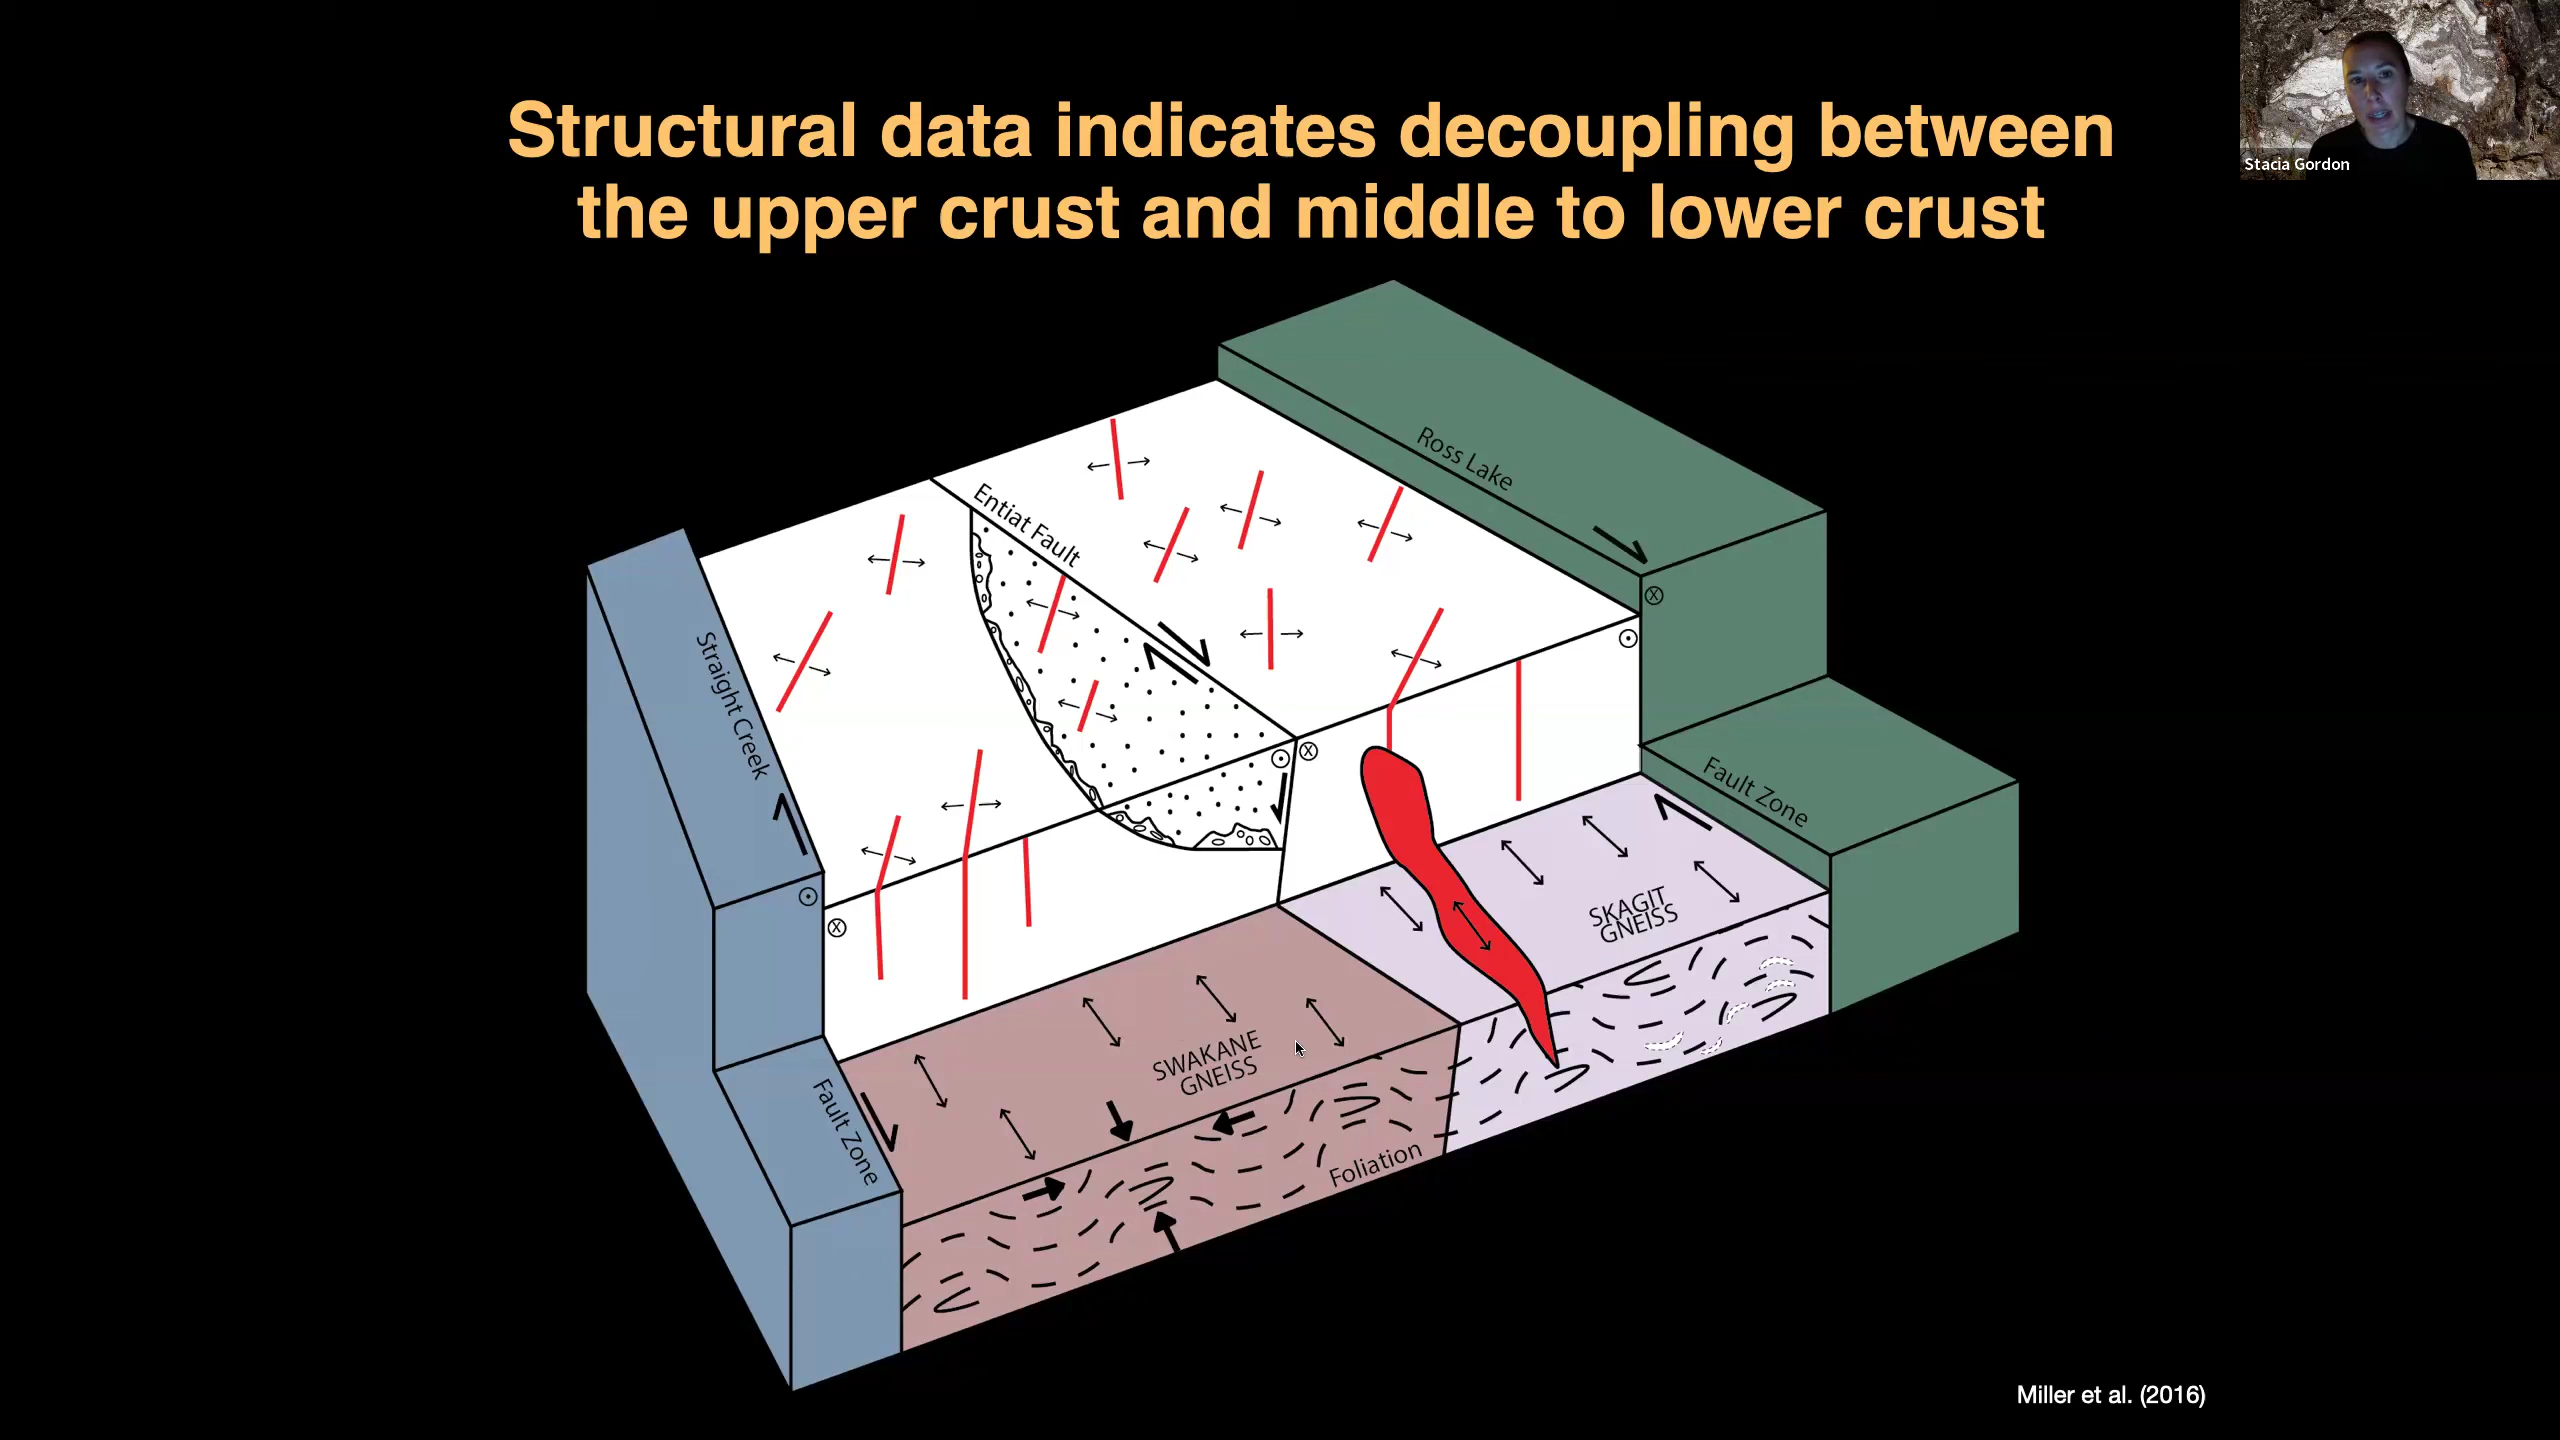 Structural data indicates decoupling between
the upper crust and middle to lower crust
Stacia Gordon
Ross Lake
Entiat Fault
Straight Creek
Fault Zone
SKAGIT
GNEISS
SWAKANE
GNEISS
Fault Zone
Foliation
Miller et al. (2016)